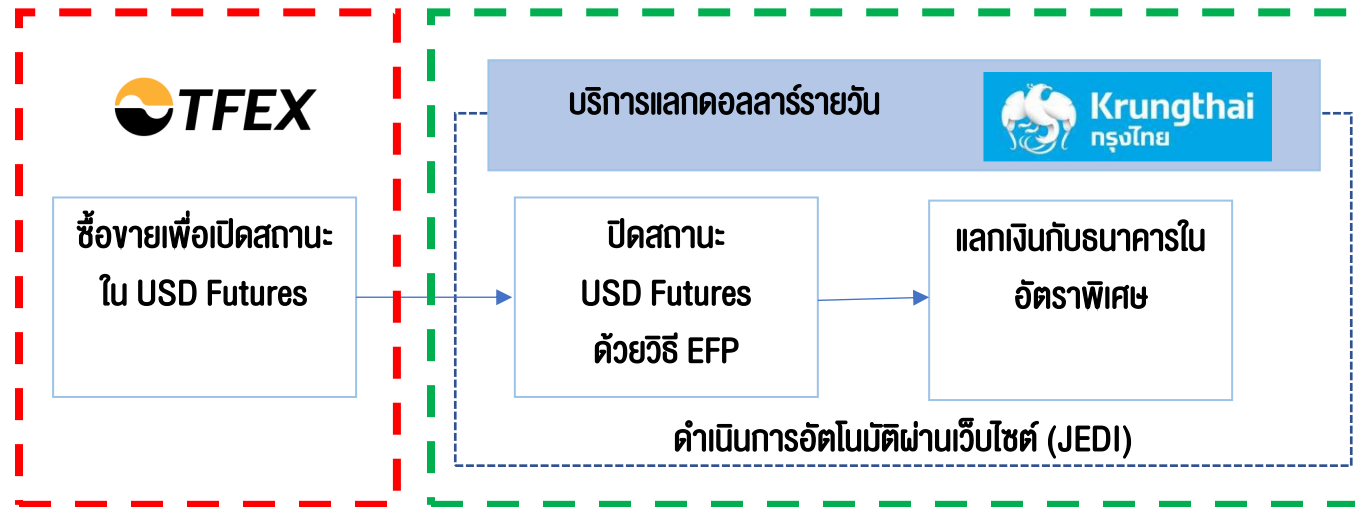 TFEX
ซื้อขายเพื่อเปิดสถานะ
ใน USD Futures
บริการแลกดอลลาร์รายวัน
Krungthai
กรุงไทย
ปิดสถานะ
USD Futures
ด้วยวิธี EFP
แลกเงินกับธนาคารใน
อัตราพิเศษ
ดำเนินการอัตโนมัติผ่านเว็บไซต์ (JEDI)